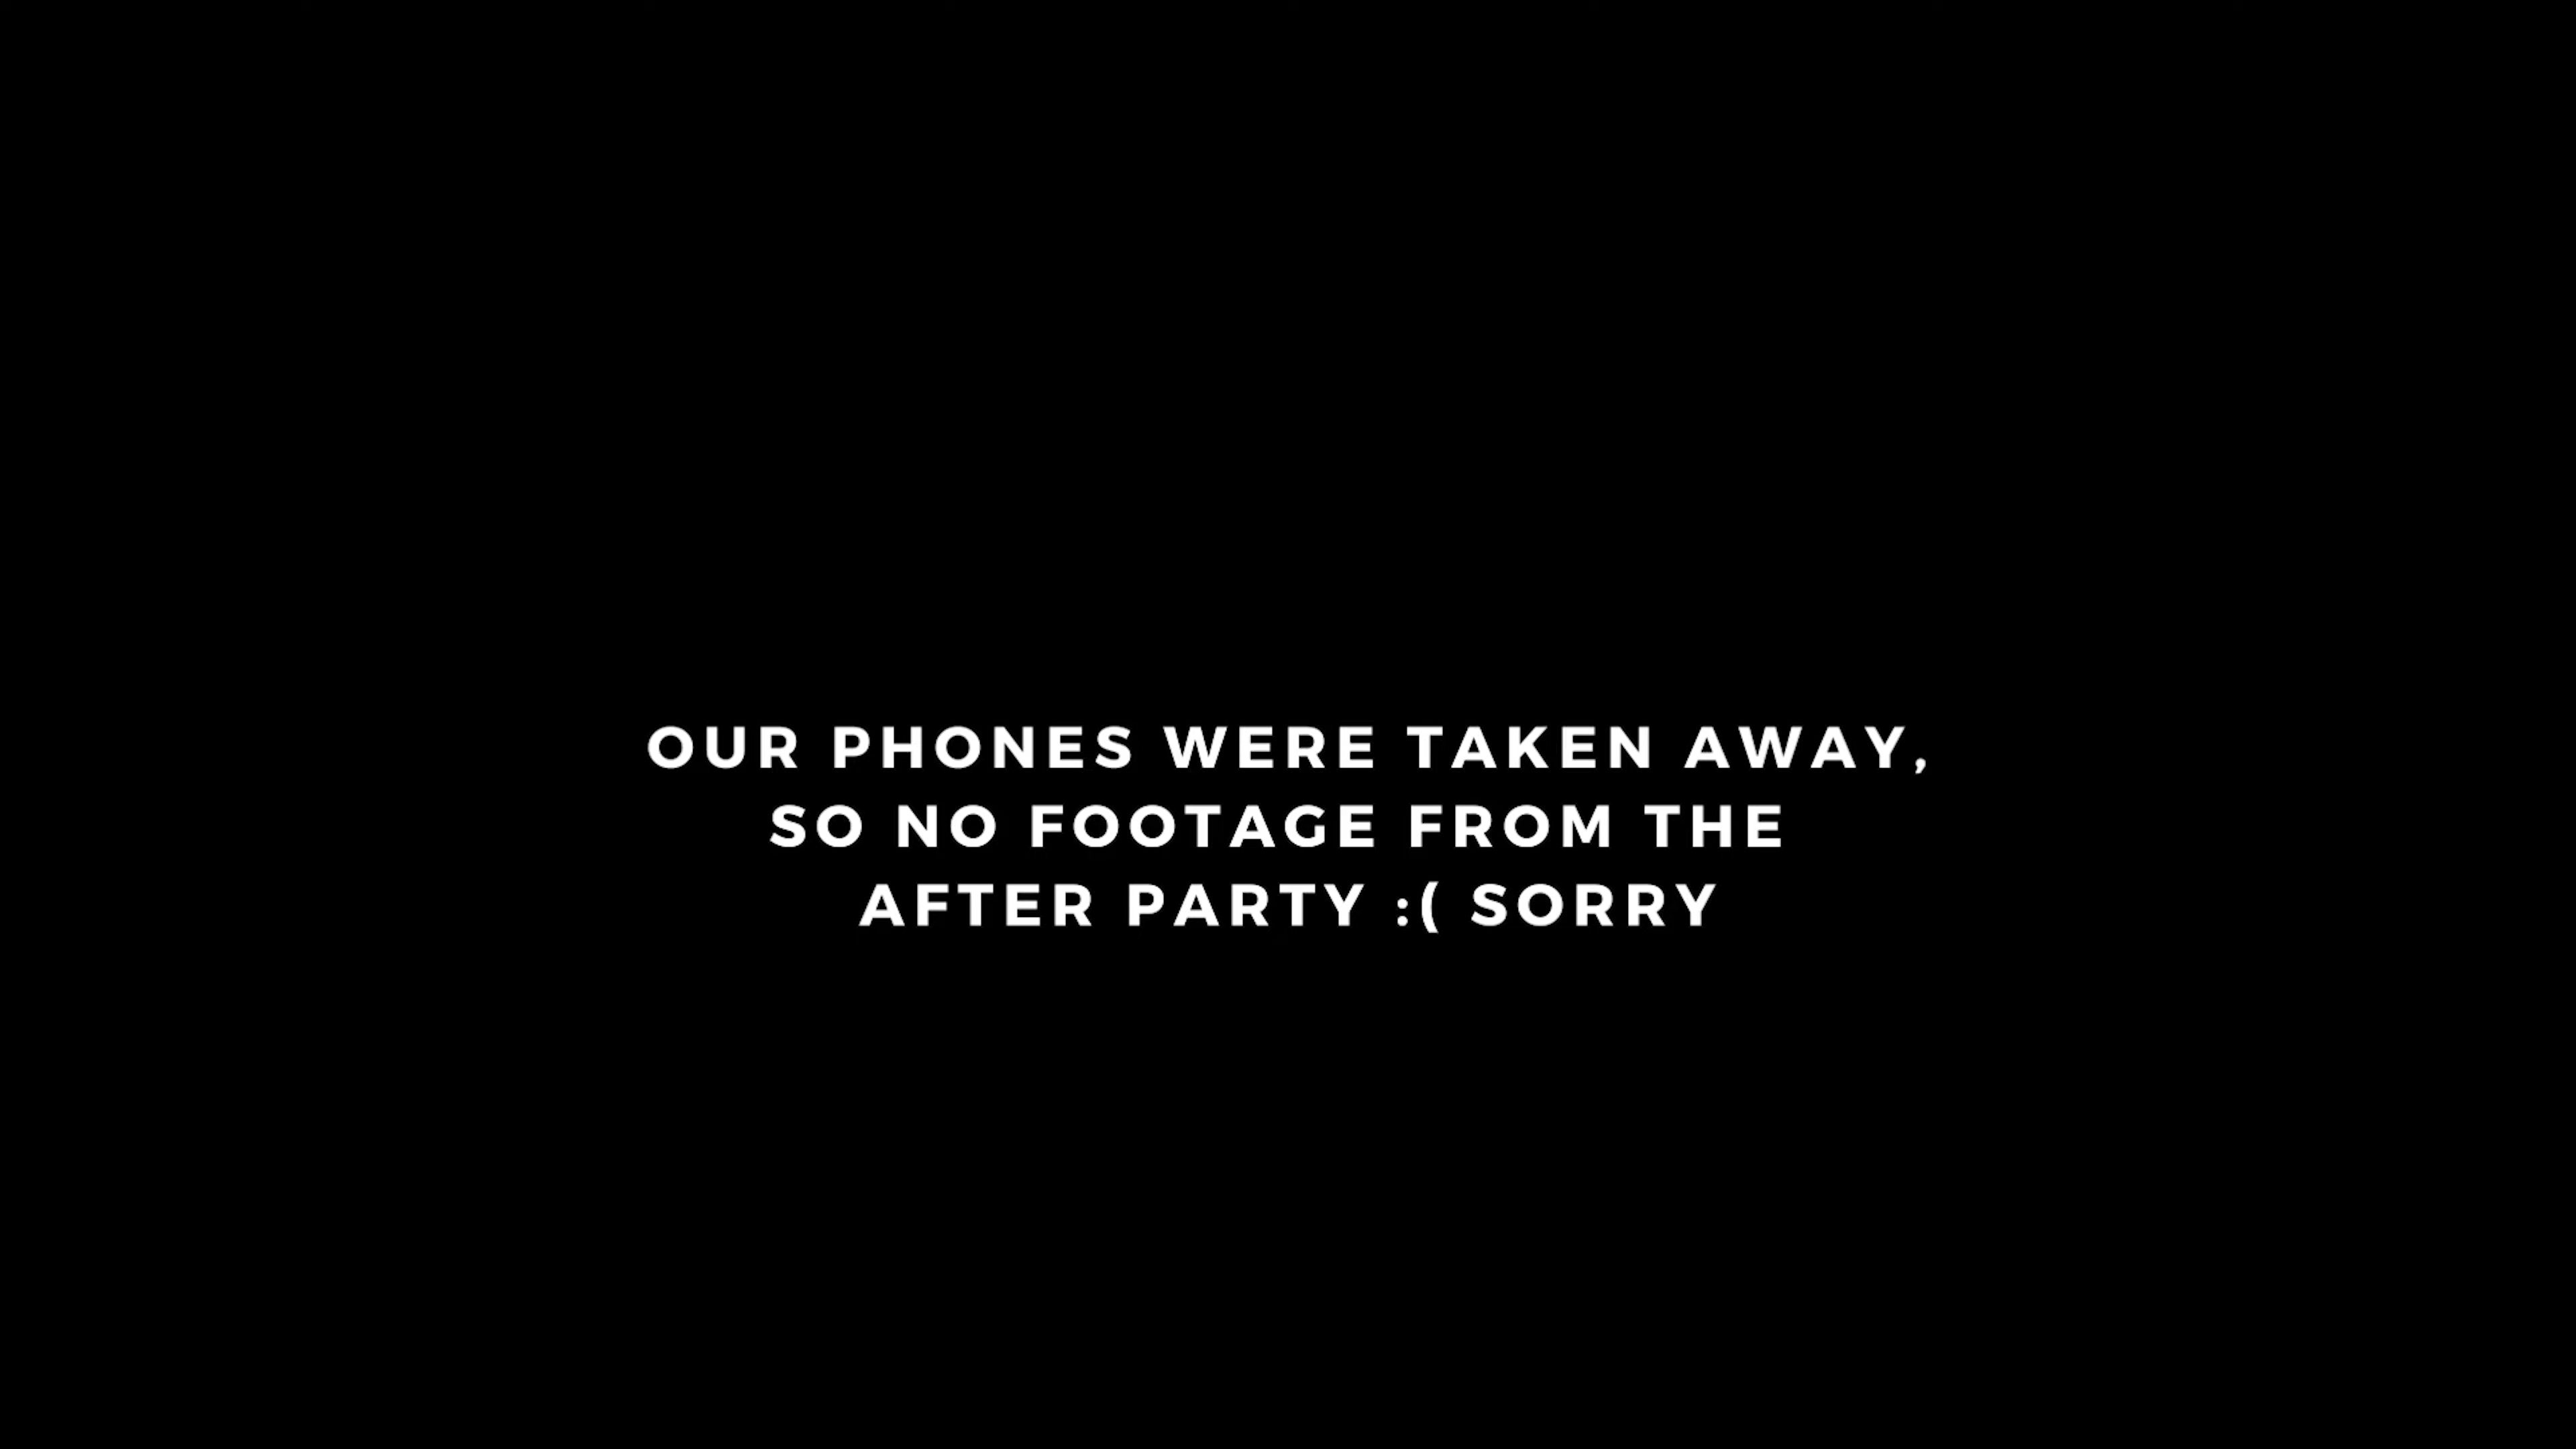 OUR PHONES WERE TAKEN AWAY,
SO NO FOOTAGE FROM THE
AFTER PARTY :( SORRY